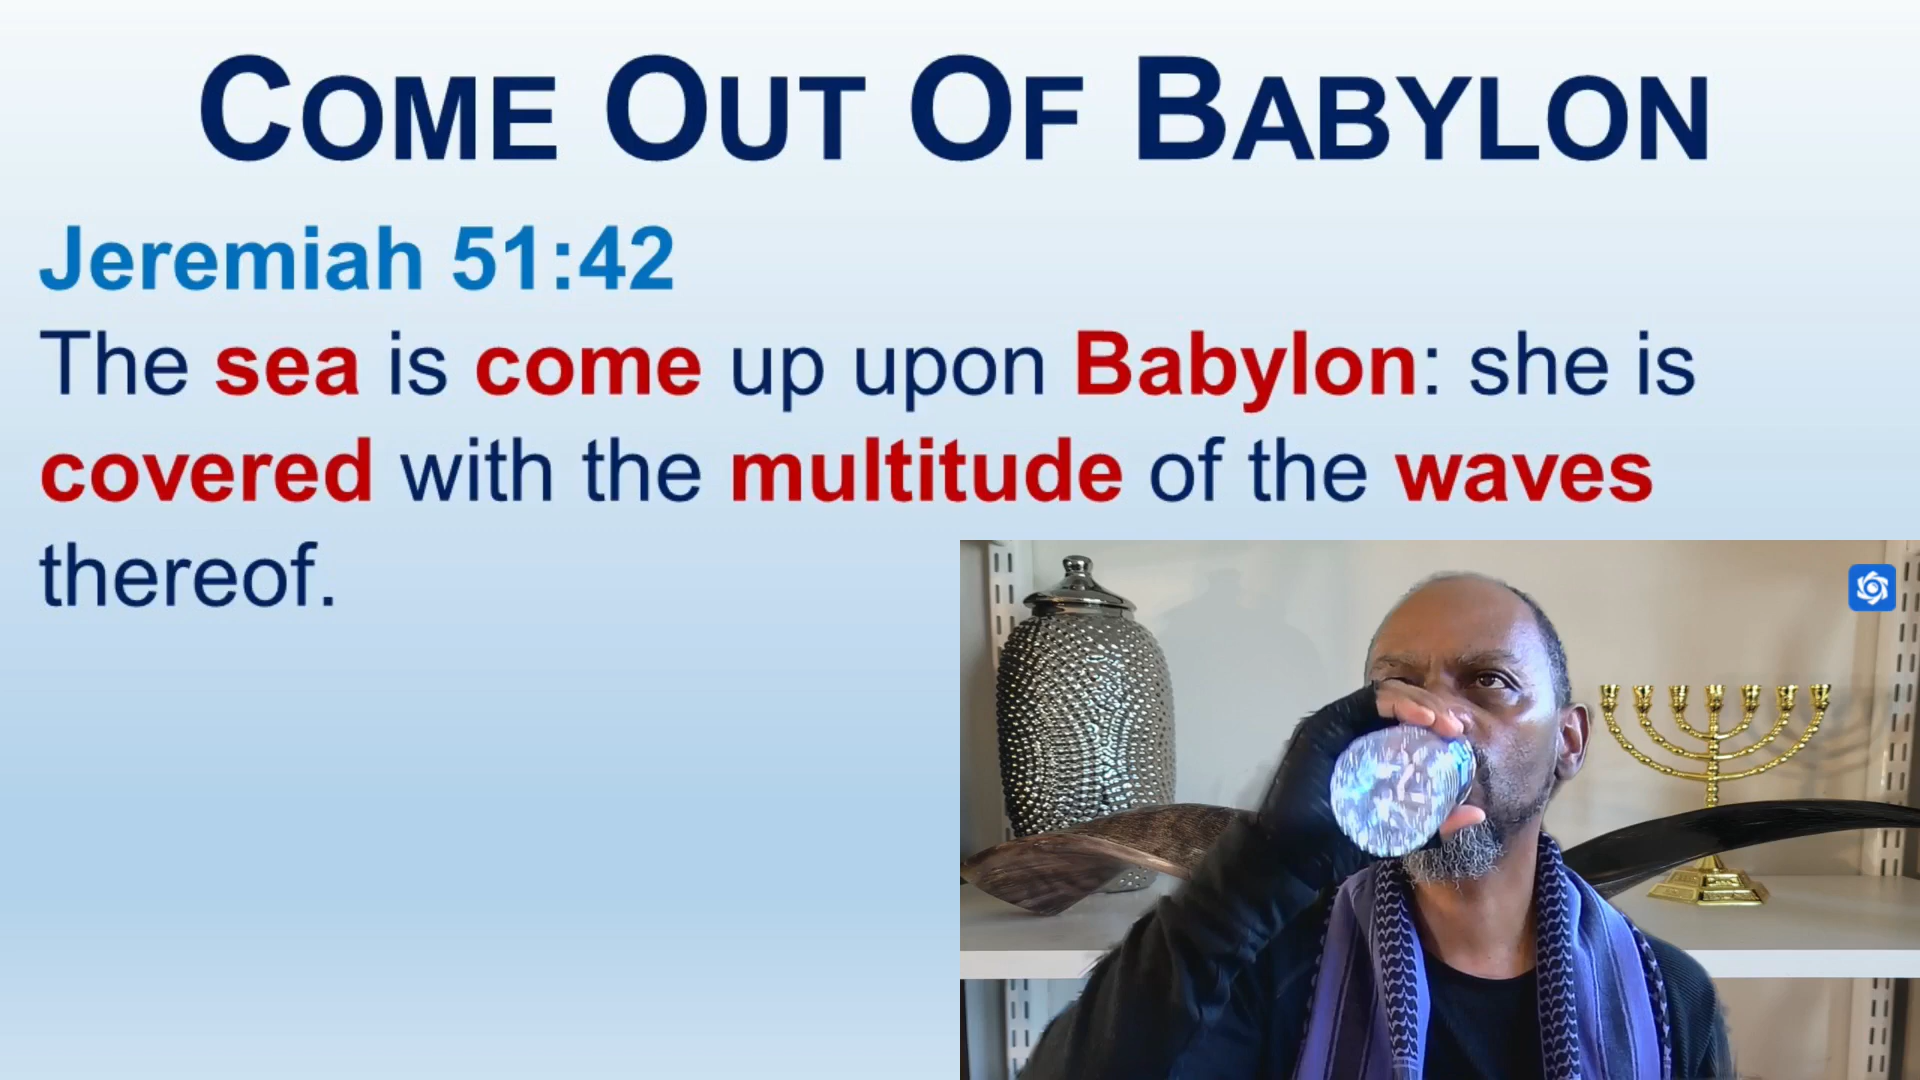 COME OUT OF BABYLON
Jeremiah 51:42
The sea is come up upon Babylon: she is
covered with the multitude of the waves
thereof.